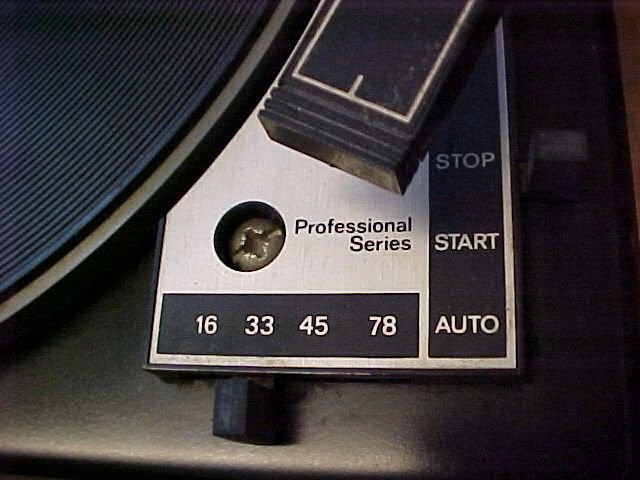 STOP
Professional
Series
START
16 33 45 78
AUTO